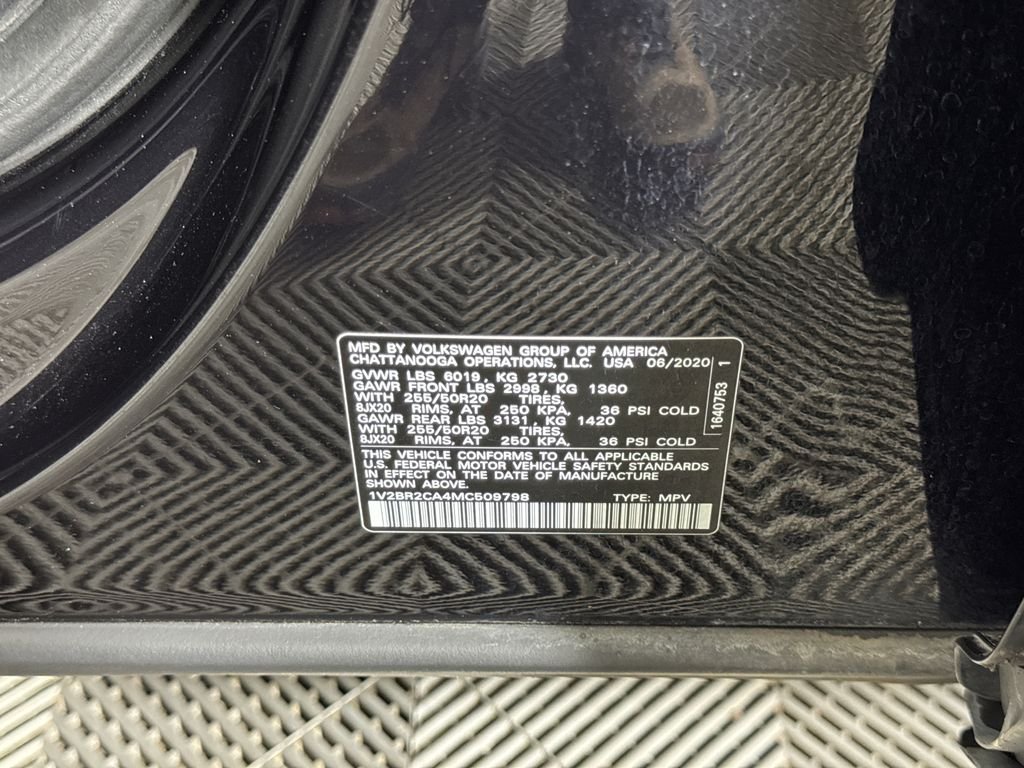 MFD BY VOLKSWAGEN GROUP OF AMERICA
CHATTANOOGA OPERATIONS, LLC. USA 06/2020
GVWR LBS 6019, KG 2730
GAWR FRONT LBS 2998, KG 1360
WITH 255/50R20 TIRES,
8JX20 RIMS, AT 250 KPA, 36 PSI COLD
GAWR REAR LBS 3131, KG 1420
WITH 255/50R20 TIRES,
8JX20 RIMS, AT 250 KPA, 36 PSI COLD
THIS VEHICLE CONFORMS TO ALL APPLICABLE
U.S. FEDERAL MOTOR VEHICLE SAFETY STANDARDS
IN EFFECT ON THE DATE OF MANUFACTURE
SHOWN ABOVE.
1V2BR2CA4MC509798 TYPE: MPV
1640753 1